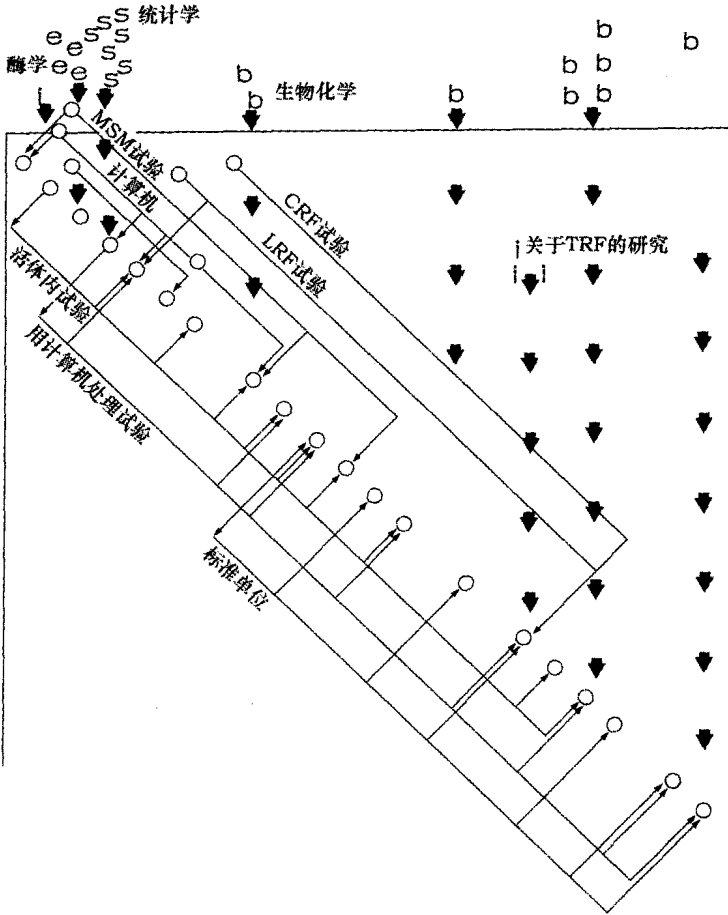 统计学
s s s s s s s s
e e e e
酶学
i
b b
生物化学
b
b b b b b
b
MSM试验
计算机
CRF试验
LRF试验
i 关于TRF的研究
i i
活体内试验
用计算机处理试验
标准单位